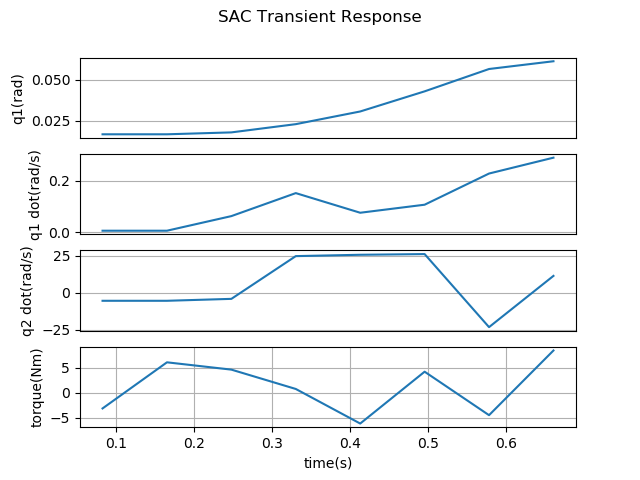 SAC Transient Response
q1(rad)
0.050
0.025
q1 dot(rad/s)
0.2
0.0
q2 dot(rad/s)
25
0
−25
torque(Nm)
5
0
−5
0.1 0.2 0.3 0.4 0.5 0.6
time(s)